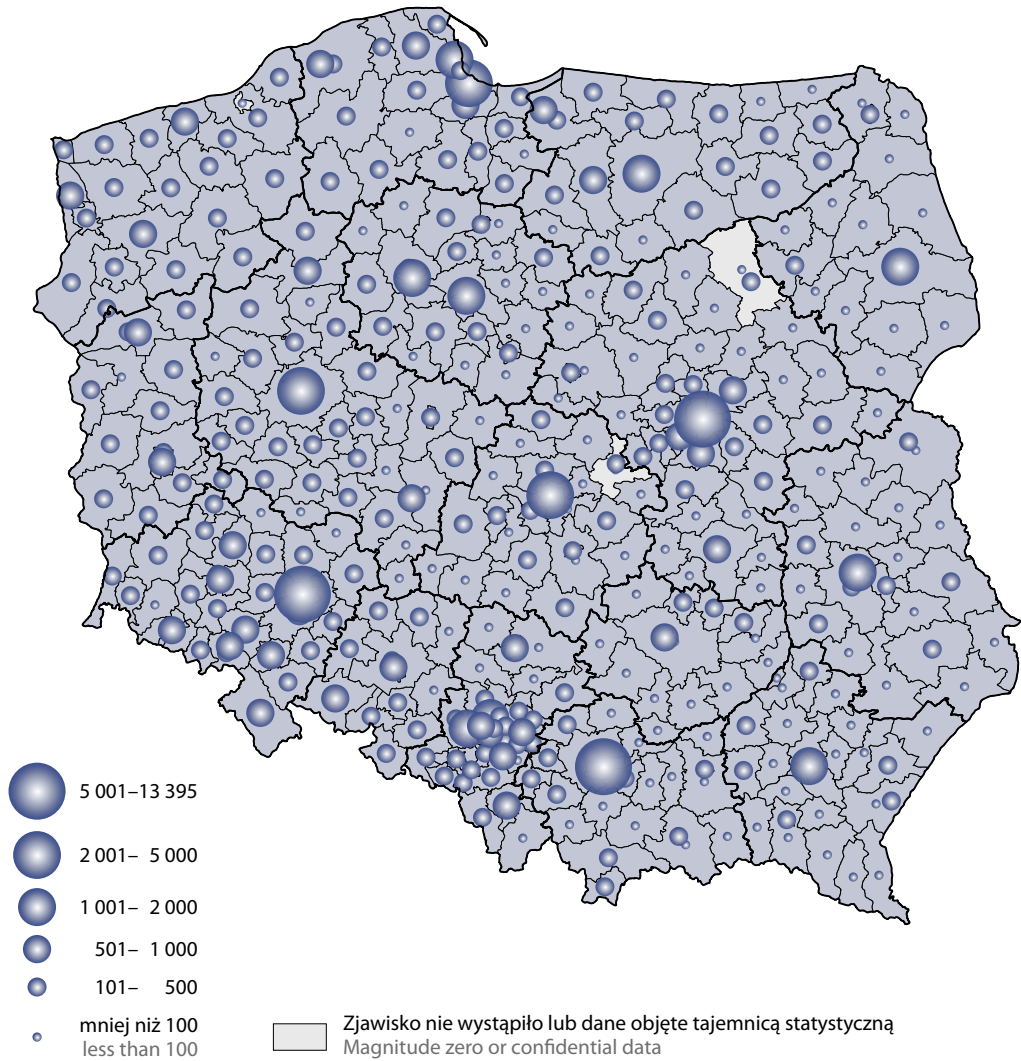 5 001–13 395
2 001– 5 000
1 001– 2 000
501– 1 000
101– 500
mniej niż 100
less than 100
Zjawisko nie wystąpiło lub dane objęte tajemnicą statystyczną
Magnitude zero or confidential data